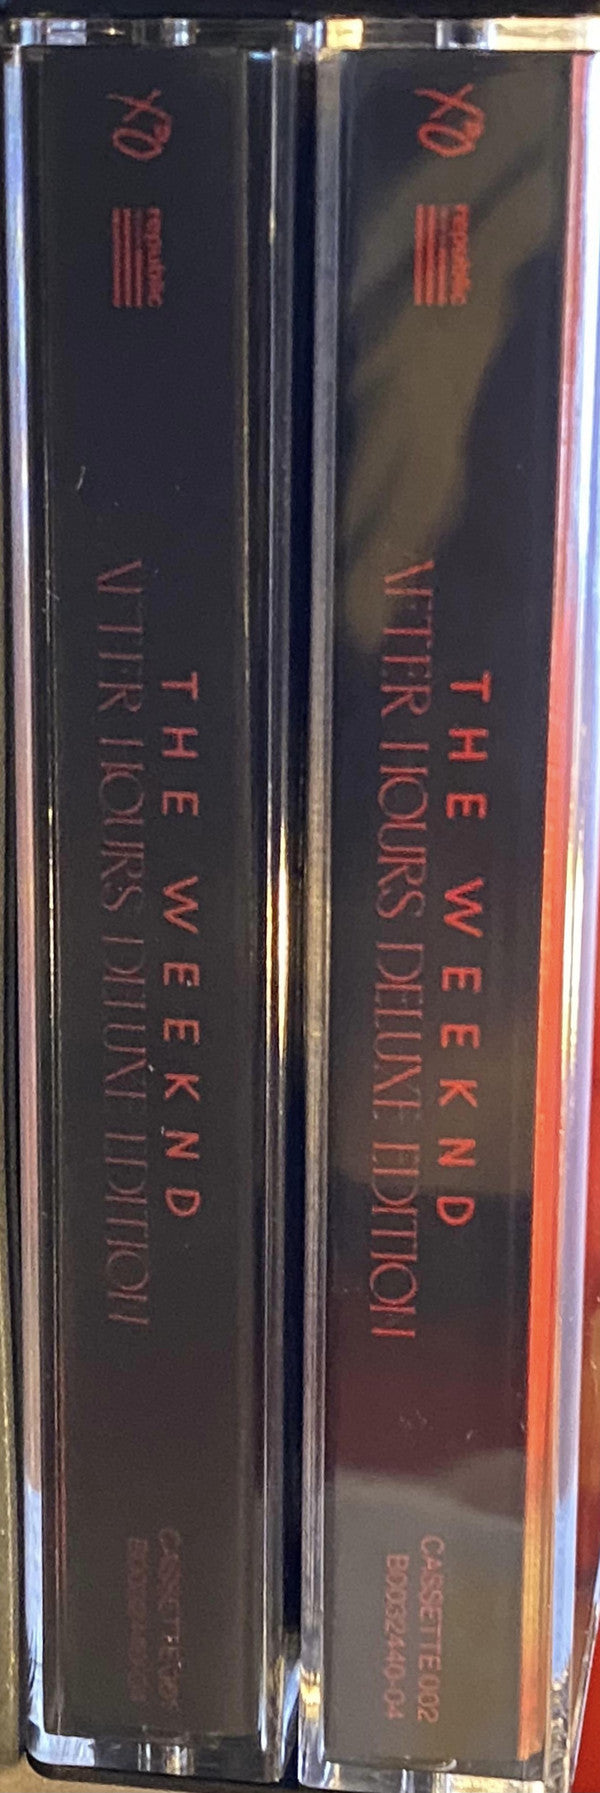 XO
republic
THE WEEKND
AFTER HOURS DELUXE EDITION
CASSETTE 002
B0032440-04
XO
republic
THE WEEKND
AFTER HOURS DELUXE EDITION
CASSETTE